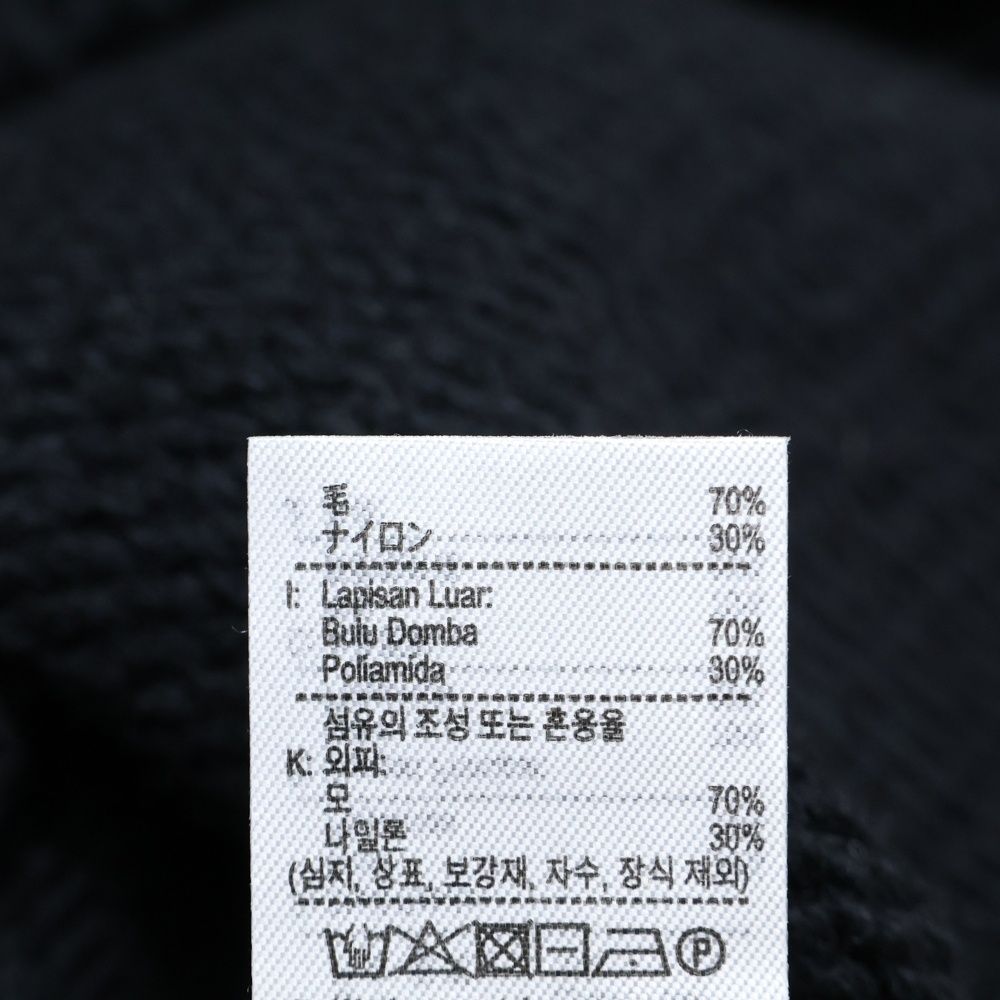 毛 70%
ナイロン 30%
I: Lapisan Luar:
Bulu Domba 70%
Poliamida 30%
섬유의 조성 또는 혼용율
K: 외피:
모 70%
나일론 30%
(심지, 상표, 보강재, 자수, 장식 제외)
P